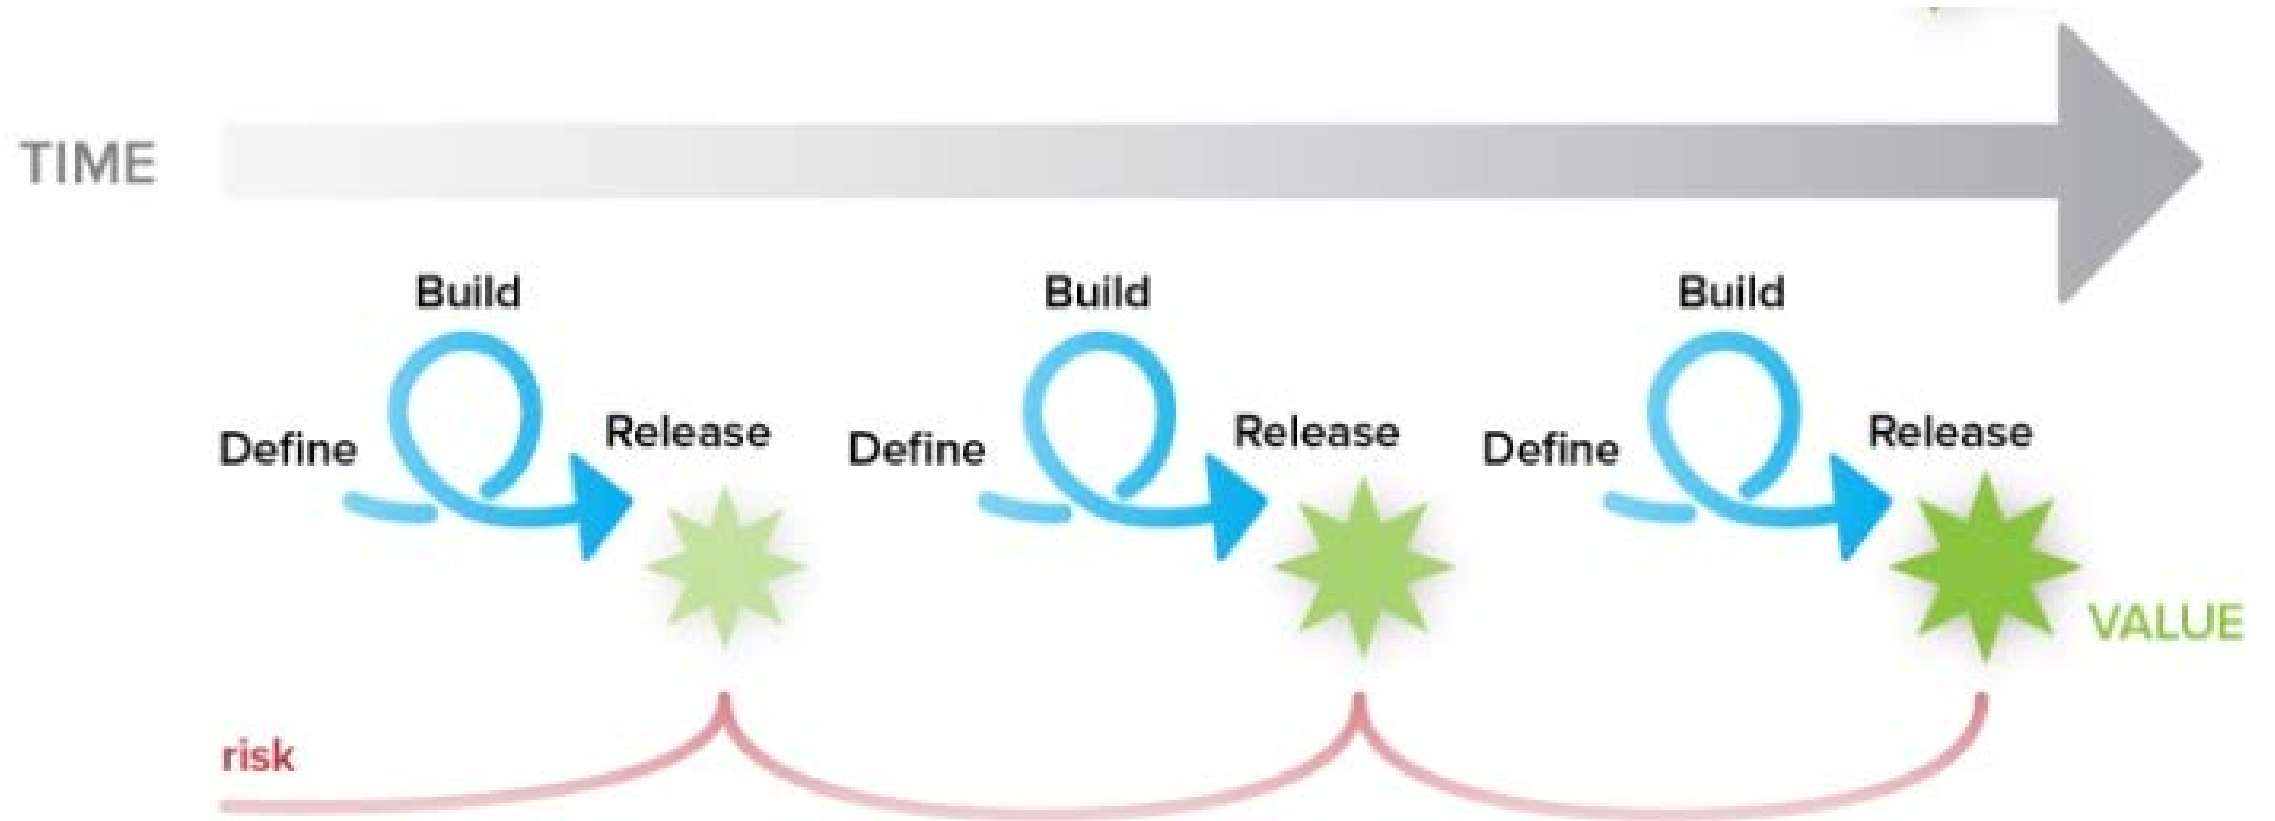 TIME
Build
Build
Build
Define
Release
Define
Release
Define
Release
VALUE
risk